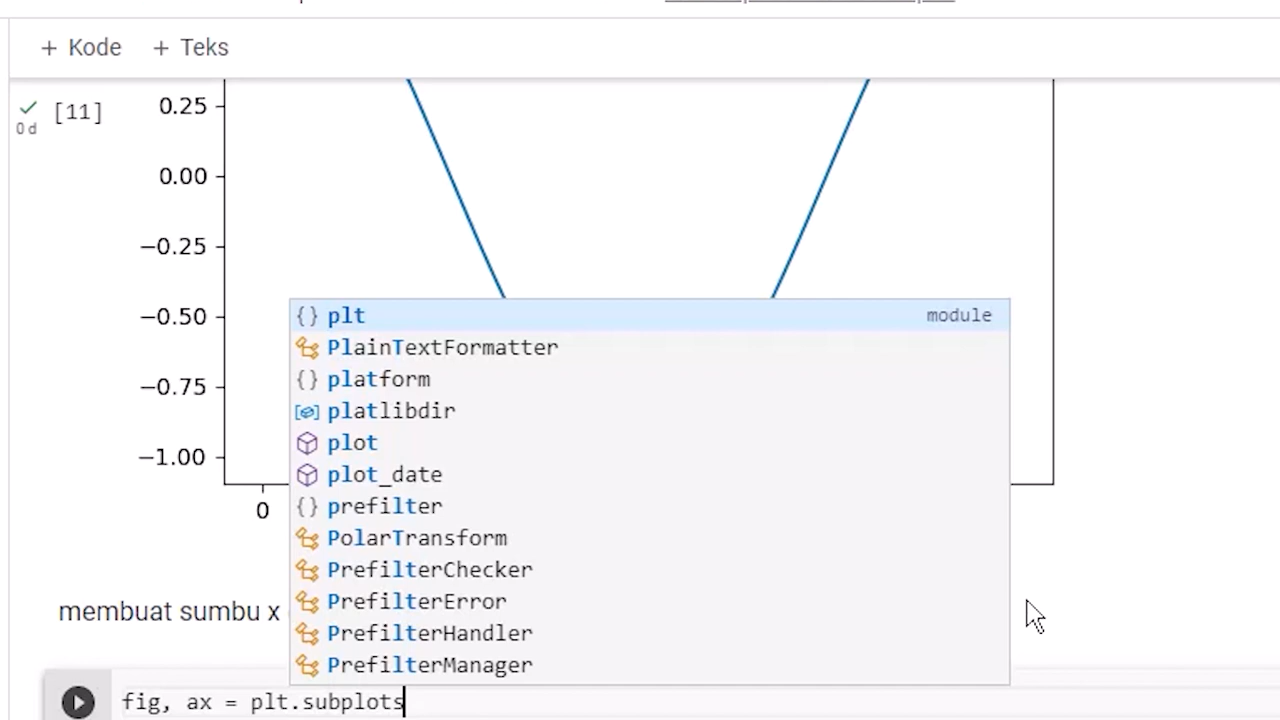 + Kode + Teks
[11]
0 d
0.25
0.00
−0.25
−0.50
−0.75
−1.00
0
{} plt module
PlainTextFormatter
{} platform
platlibdir
plot
plot_date
{} prefilter
PolarTransform
PrefilterChecker
PrefilterError
PrefilterHandler
PrefilterManager
membuat sumbu x
fig, ax = plt.subplots